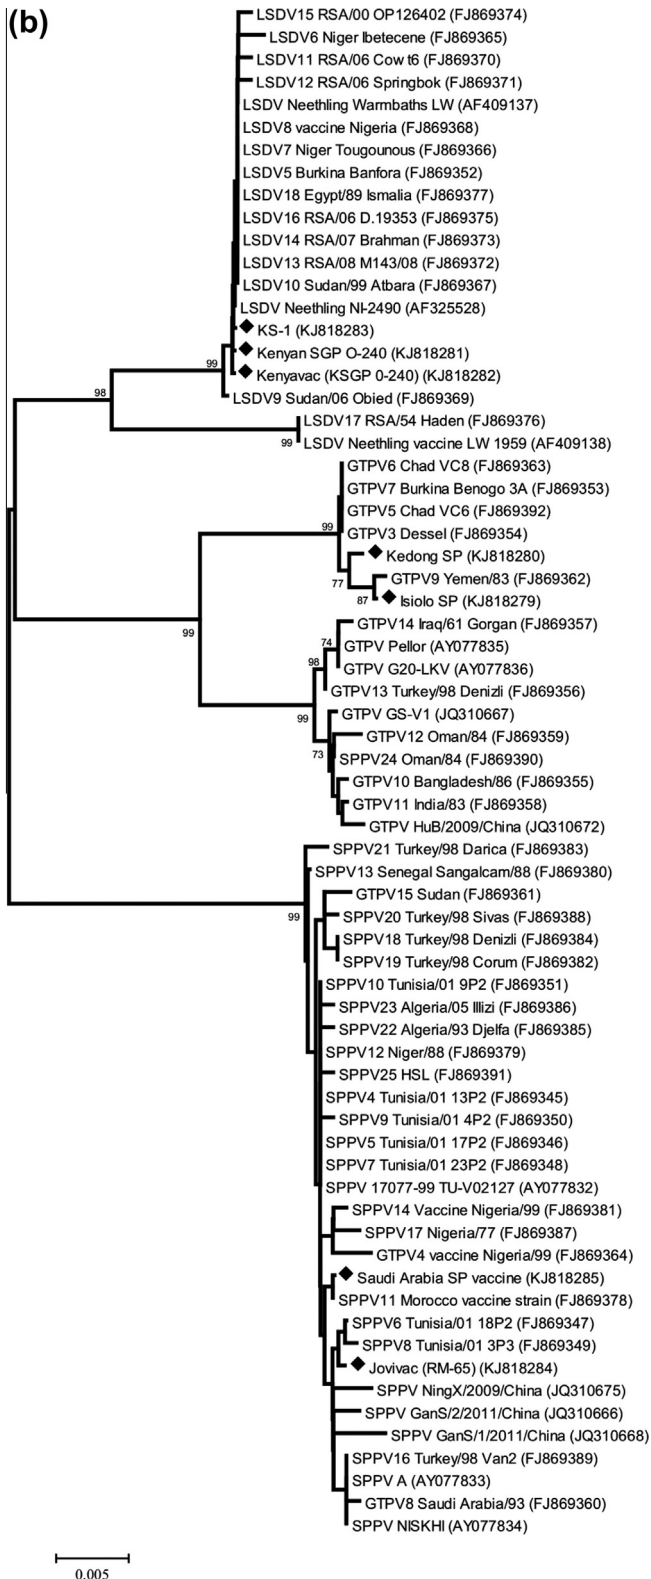 (b)
LSDV15 RSA/00 OP126402 (FJ869374)
LSDV6 Niger Ibetecene (FJ869365)
LSDV11 RSA/06 Cow t6 (FJ869370)
LSDV12 RSA/06 Springbok (FJ869371)
LSDV Neethling Warmbaths LW (AF409137)
LSDV8 vaccine Nigeria (FJ869368)
LSDV7 Niger Tougounous (FJ869366)
LSDV5 Burkina Banfora (FJ869352)
LSDV18 Egypt/89 Ismalia (FJ869377)
LSDV16 RSA/06 D.19353 (FJ869375)
LSDV14 RSA/07 Brahman (FJ869373)
LSDV13 RSA/08 M143/08 (FJ869372)
LSDV10 Sudan/99 Atbara (FJ869367)
LSDV Neethling NI-2490 (AF325528)
KS-1 (KJ818283)
Kenyan SGP O-240 (KJ818281)
99
Kenyavac (KSGP 0-240) (KJ818282)
98
LSDV9 Sudan/06 Obied (FJ869369)
LSDV17 RSA/54 Haden (FJ869376)
99
LSDV Neethling vaccine LW 1959 (AF409138)
GTPV6 Chad VC8 (FJ869363)
GTPV7 Burkina Benogo 3A (FJ869353)
GTPV5 Chad VC6 (FJ869392)
99
GTPV3 Dessel (FJ869354)
Kedong SP (KJ818280)
77
GTPV9 Yemen/83 (FJ869362)
87
Isiolo SP (KJ818279)
GTPV14 Iraq/61 Gorgan (FJ869357)
99
74
GTPV Pellor (AY077835)
98
GTPV G20-LKV (AY077836)
GTPV13 Turkey/98 Denizli (FJ869356)
99
GTPV GS-V1 (JQ310667)
GTPV12 Oman/84 (FJ869359)
73
SPPV24 Oman/84 (FJ869390)
GTPV10 Bangladesh/86 (FJ869355)
GTPV11 India/83 (FJ869358)
GTPV HuB/2009/China (JQ310672)
SPPV21 Turkey/98 Darica (FJ869383)
SPPV13 Senegal Sangalcam/88 (FJ869380)
GTPV15 Sudan (FJ869361)
99
SPPV20 Turkey/98 Sivas (FJ869388)
SPPV18 Turkey/98 Denizli (FJ869384)
SPPV19 Turkey/98 Corum (FJ869382)
SPPV10 Tunisia/01 9P2 (FJ869351)
SPPV23 Algeria/05 Illizi (FJ869386)
SPPV22 Algeria/93 Djelfa (FJ869385)
SPPV12 Niger/88 (FJ869379)
SPPV25 HSL (FJ869391)
SPPV4 Tunisia/01 13P2 (FJ869345)
SPPV9 Tunisia/01 4P2 (FJ869350)
SPPV5 Tunisia/01 17P2 (FJ869346)
SPPV7 Tunisia/01 23P2 (FJ869348)
SPPV 17077-99 TU-V02127 (AY077832)
SPPV14 Vaccine Nigeria/99 (FJ869381)
SPPV17 Nigeria/77 (FJ869387)
GTPV4 vaccine Nigeria/99 (FJ869364)
Saudi Arabia SP vaccine (KJ818285)
SPPV11 Morocco vaccine strain (FJ869378)
SPPV6 Tunisia/01 18P2 (FJ869347)
SPPV8 Tunisia/01 3P3 (FJ869349)
Jovivac (RM-65) (KJ818284)
SPPV NingX/2009/China (JQ310675)
SPPV GanS/2/2011/China (JQ310666)
SPPV GanS/1/2011/China (JQ310668)
SPPV16 Turkey/98 Van2 (FJ869389)
SPPV A (AY077833)
GTPV8 Saudi Arabia/93 (FJ869360)
SPPV NISKHI (AY077834)
0.005